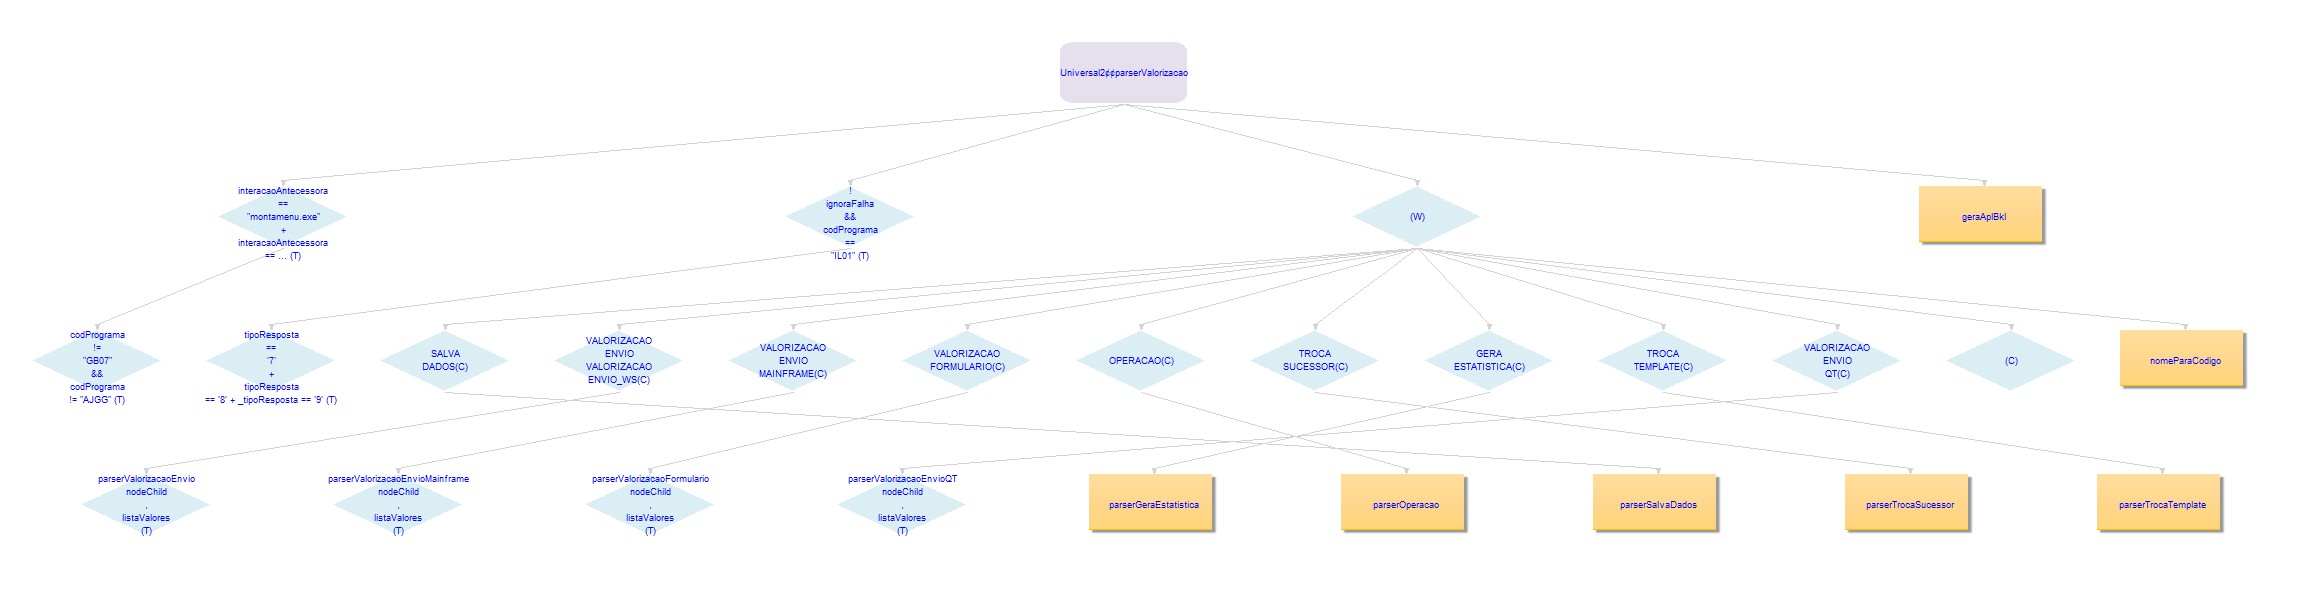 Universal2¢¢parserValorizacao
interacaoAntecessora
==
"montamenu.exe"
+
interacaoAntecessora
== ... (T)
!
ignoraFalha
&&
codPrograma
==
"IL01" (T)
(W)
geraAplBkl
codPrograma
!=
"GB07"
&&
codPrograma
!= "AJGG" (T)
tipoResposta
==
'7'
+
tipoResposta
== '8' + _tipoResposta == '9' (T)
SALVA
DADOS(C)
VALORIZACAO
ENVIO
VALORIZACAO
ENVIO_WS(C)
VALORIZACAO
ENVIO
MAINFRAME(C)
VALORIZACAO
FORMULARIO(C)
OPERACAO(C)
TROCA
SUCESSOR(C)
GERA
ESTATISTICA(C)
TROCA
TEMPLATE(C)
VALORIZACAO
ENVIO
QT(C)
(C)
nomeParaCodigo
parserValorizacaoEnvio
nodeChild
,
listaValores
(T)
parserValorizacaoEnvioMainframe
nodeChild
,
listaValores
(T)
parserValorizacaoFormulario
nodeChild
,
listaValores
(T)
parserValorizacaoEnvioQT
nodeChild
,
listaValores
(T)
parserGeraEstatistica
parserOperacao
parserSalvaDados
parserTrocaSucessor
parserTrocaTemplate